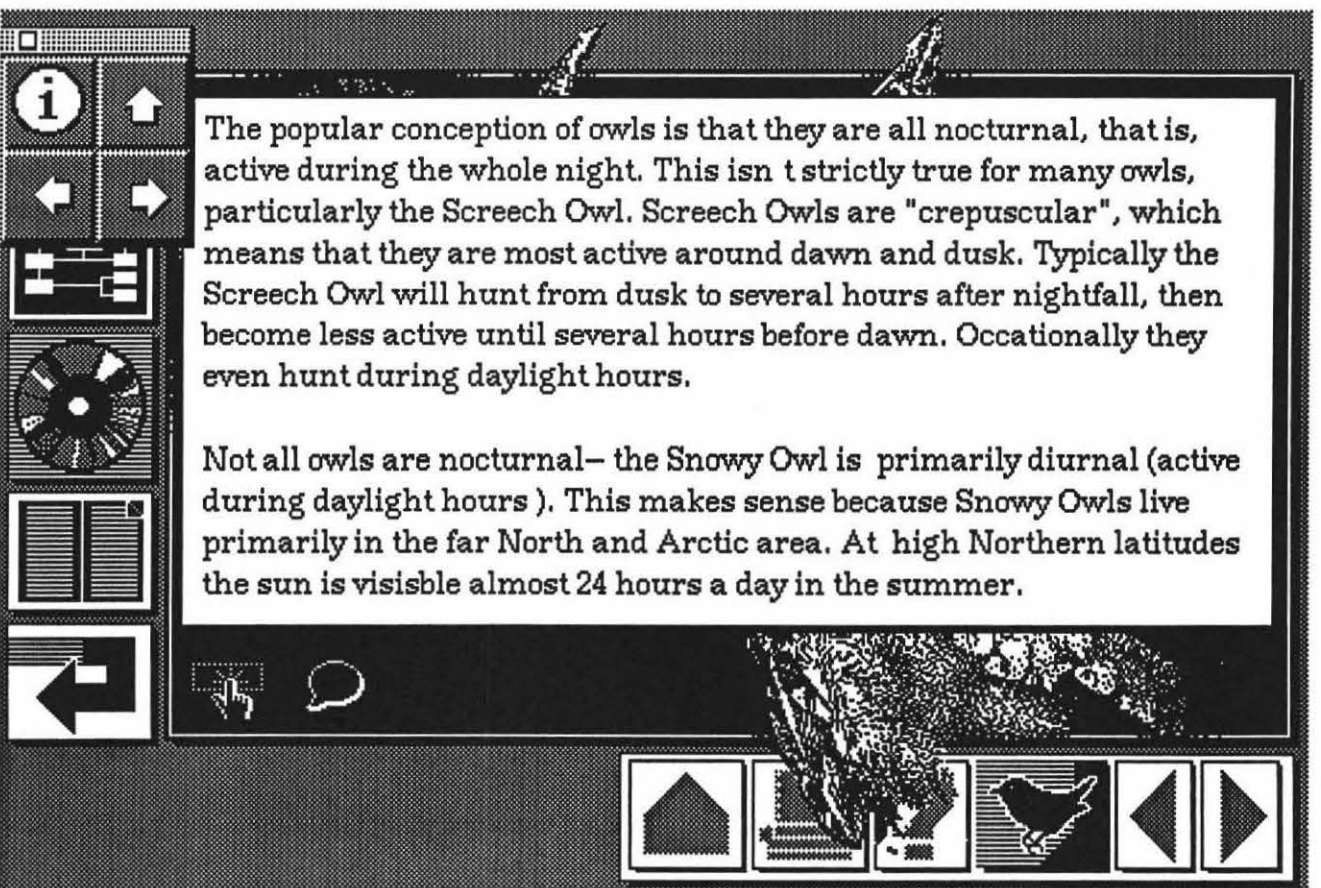 i
The popular conception of owls is that they are all nocturnal, that is,
active during the whole night. This isn t strictly true for many owls,
particularly the Screech Owl. Screech Owls are "crepuscular", which
means that they are most active around dawn and dusk. Typically the
Screech Owl will hunt from dusk to several hours after nightfall, then
become less active until several hours before dawn. Occationally they
even hunt during daylight hours.
Not all owls are nocturnal– the Snowy Owl is primarily diurnal (active
during daylight hours ). This makes sense because Snowy Owls live
primarily in the far North and Arctic area. At high Northern latitudes
the sun is visisble almost 24 hours a day in the summer.